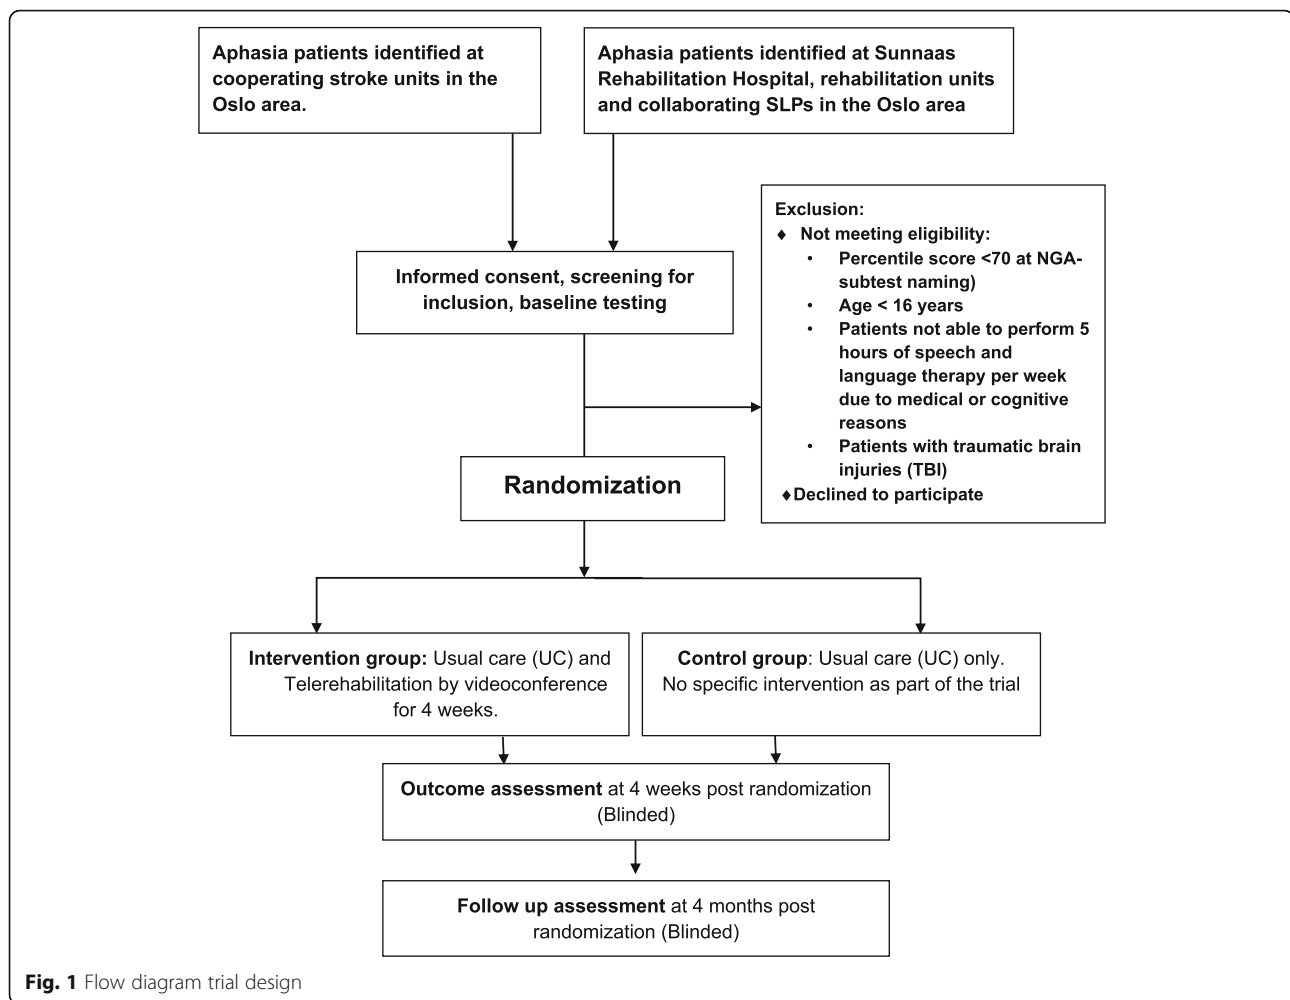 Aphasia patients identified at
cooperating stroke units in the
Oslo area.
Aphasia patients identified at Sunnaas
Rehabilitation Hospital, rehabilitation units
and collaborating SLPs in the Oslo area
Exclusion:
♦ Not meeting eligibility:
• Percentile score <70 at NGA-
subtest naming)
• Age < 16 years
• Patients not able to perform 5
hours of speech and
language therapy per week
due to medical or cognitive
reasons
• Patients with traumatic brain
injuries (TBI)
♦Declined to participate
Informed consent, screening for
inclusion, baseline testing
Randomization
Intervention group: Usual care (UC) and
Telerehabilitation by videoconference
for 4 weeks.
Control group: Usual care (UC) only.
No specific intervention as part of the trial
Outcome assessment at 4 weeks post randomization
(Blinded)
Follow up assessment at 4 months post
randomization (Blinded)
Fig. 1 Flow diagram trial design